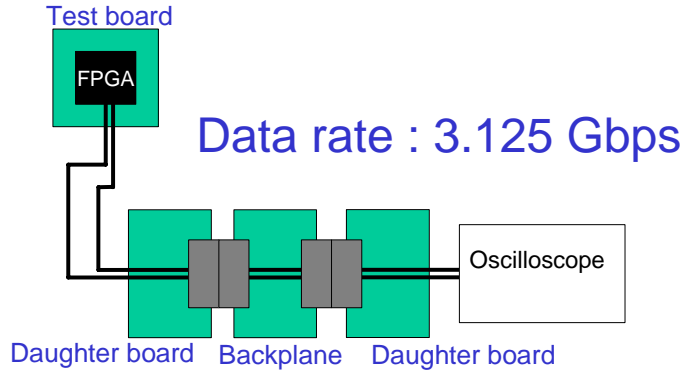 Test board
FPGA
Data rate : 3.125 Gbps
Oscilloscope
Daughter board
Backplane
Daughter board